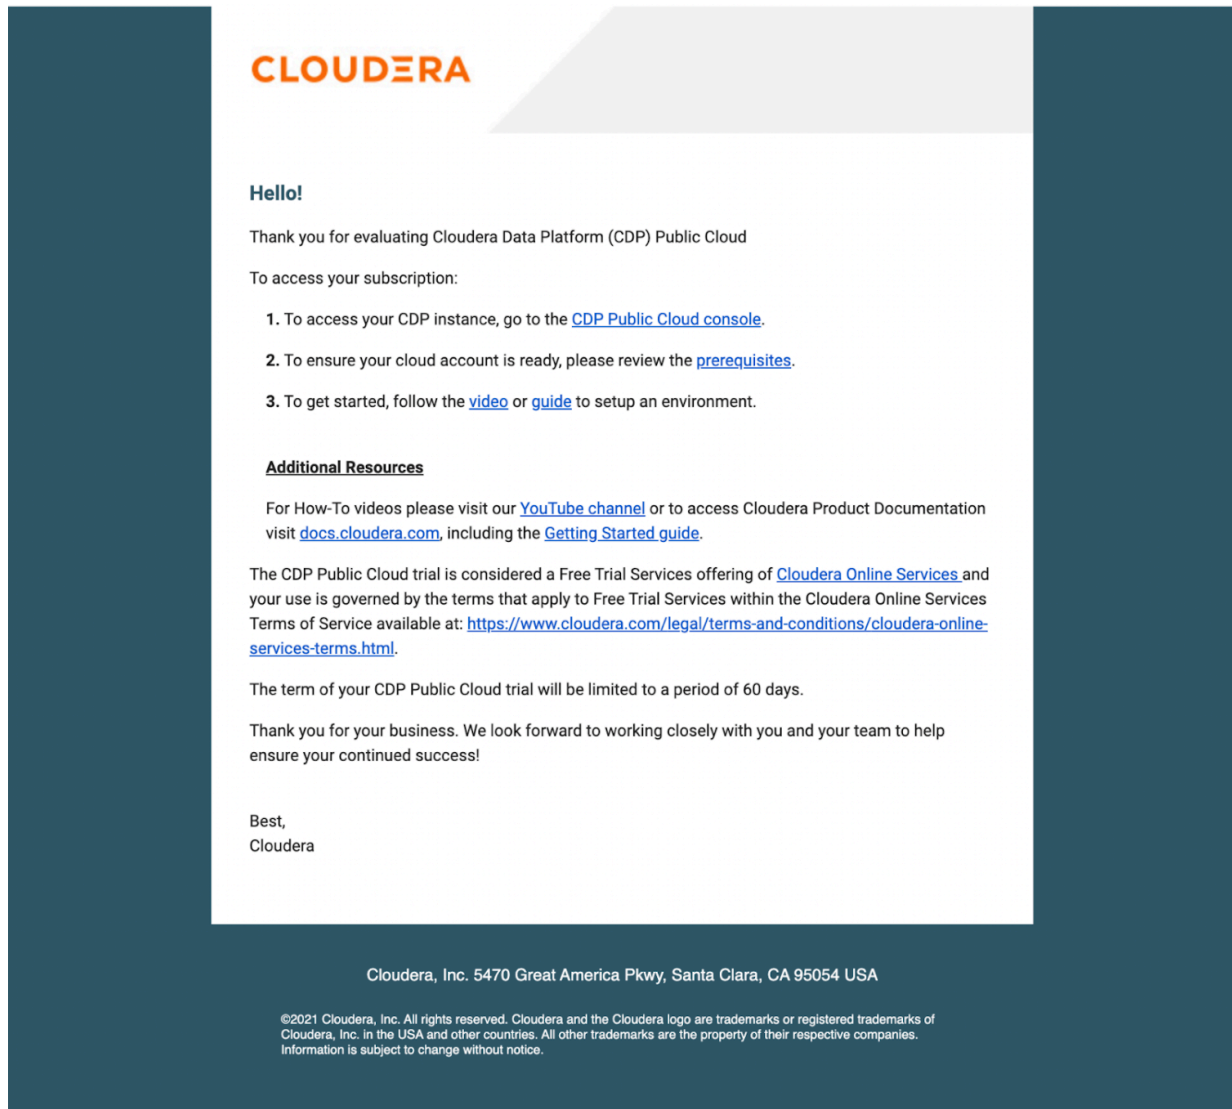 CLOUDERA
Hello!
Thank you for evaluating Cloudera Data Platform (CDP) Public Cloud
To access your subscription:
1. To access your CDP instance, go to the CDP Public Cloud console.
2. To ensure your cloud account is ready, please review the prerequisites.
3. To get started, follow the video or guide to setup an environment.
Additional Resources
For How-To videos please visit our YouTube channel or to access Cloudera Product Documentation
visit docs.cloudera.com, including the Getting Started guide.
The CDP Public Cloud trial is considered a Free Trial Services offering of Cloudera Online Services and
your use is governed by the terms that apply to Free Trial Services within the Cloudera Online Services
Terms of Service available at: https://www.cloudera.com/legal/terms-and-conditions/cloudera-online-
services-terms.html.
The term of your CDP Public Cloud trial will be limited to a period of 60 days.
Thank you for your business. We look forward to working closely with you and your team to help
ensure your continued success!
Best,
Cloudera
Cloudera, Inc. 5470 Great America Pkwy, Santa Clara, CA 95054 USA
©2021 Cloudera, Inc. All rights reserved. Cloudera and the Cloudera logo are trademarks or registered trademarks of
Cloudera, Inc. in the USA and other countries. All other trademarks are the property of their respective companies.
Information is subject to change without notice.